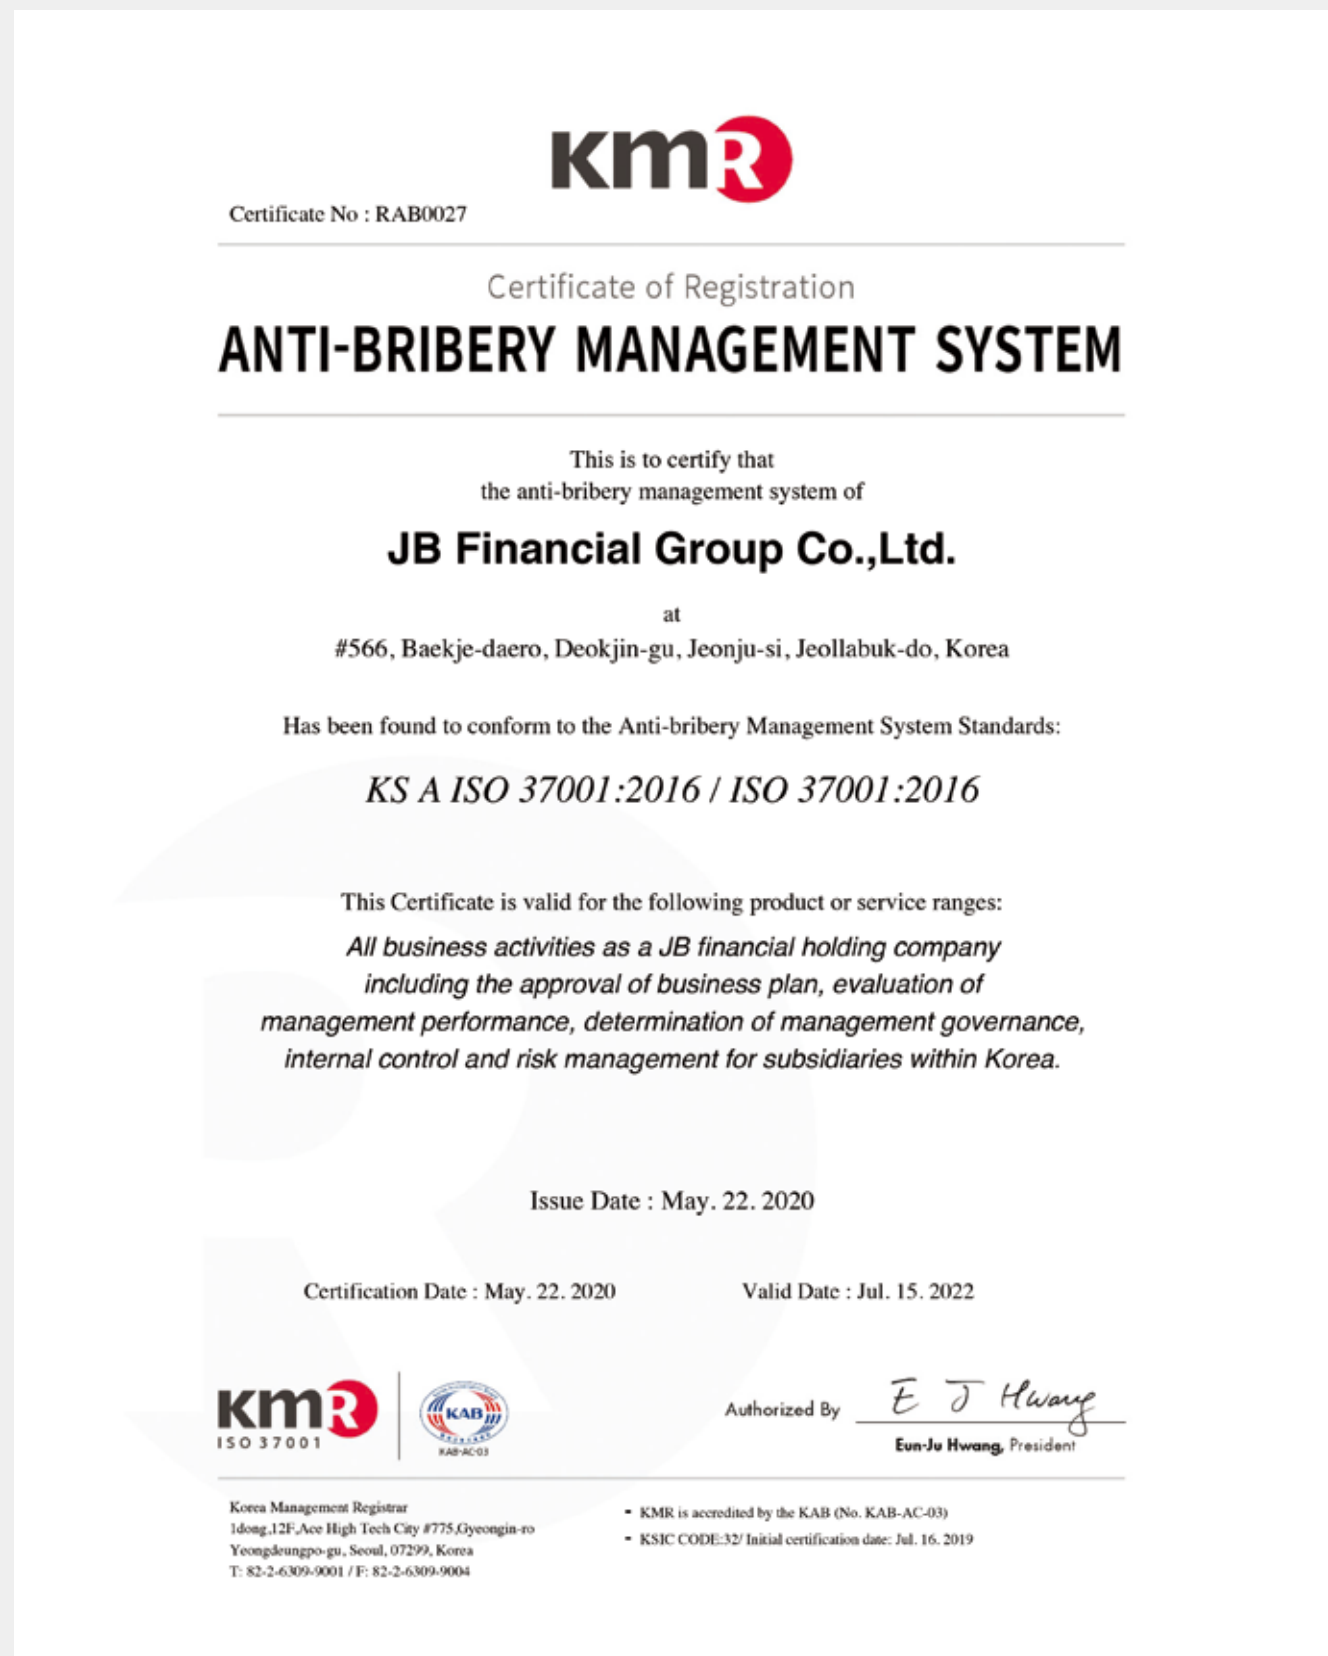 KMR
Certificate No : RAB0027
Certificate of Registration
ANTI-BRIBERY MANAGEMENT SYSTEM
This is to certify that
the anti-bribery management system of
JB Financial Group Co.,Ltd.
at
#566, Baekje-daero, Deokjin-gu, Jeonju-si, Jeollabuk-do, Korea
Has been found to conform to the Anti-bribery Management System Standards:
KS A ISO 37001:2016 / ISO 37001:2016
This Certificate is valid for the following product or service ranges:
All business activities as a JB financial holding company
including the approval of business plan, evaluation of
management performance, determination of management governance,
internal control and risk management for subsidiaries within Korea.
Issue Date : May. 22. 2020
Certification Date : May. 22. 2020 Valid Date : Jul. 15. 2022
KMR
ISO 37001
KAB
KAB-AC-03
Authorized By E J Hwang
Eun-Ju Hwang, President
Korea Management Registrar
1dong,12F,Ace High Tech City #775,Gyeongin-ro
Yeongdeungpo-gu, Seoul, 07299, Korea
T: 82-2-6309-9001 / F: 82-2-6309-9004
- KMR is accredited by the KAB (No. KAB-AC-03)
- KSIC CODE:32/ Initial certification date: Jul. 16. 2019